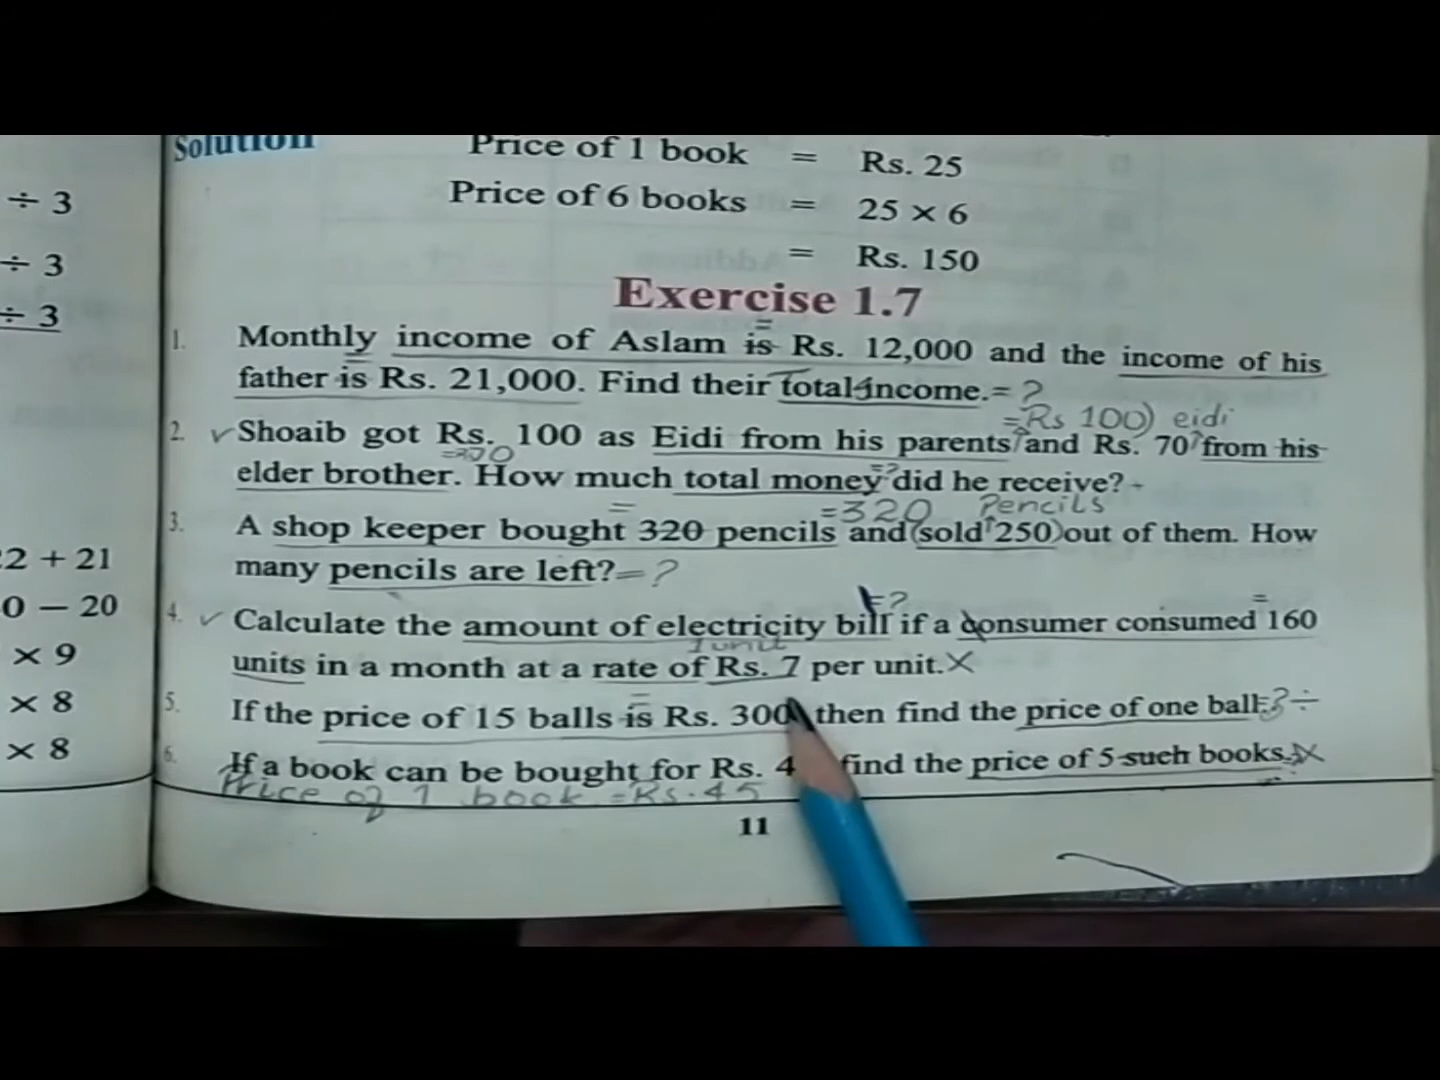 ÷ 3
÷ 3
÷ 3
22 + 21
0 — 20
× 9
× 8
× 8
Solution
Price of 1 book = Rs. 25
Price of 6 books = 25 × 6
= Rs. 150
Exercise 1.7
=
1. Monthly income of Aslam is Rs. 12,000 and the income of his
father is Rs. 21,000. Find their total income. = ?
= Rs 100) eidi
2. ✓ Shoaib got Rs. 100 as Eidi from his parents and Rs. 70 from his
elder brother. How much total money did he receive?
= 320 Pencils
3. A shop keeper bought 320 pencils and (sold 250) out of them. How
many pencils are left? = ?
= ? =
4. ✓ Calculate the amount of electricity bill if a consumer consumed 160
1 unit
units in a month at a rate of Rs. 7 per unit. ×
5. If the price of 15 balls is Rs. 300, then find the price of one ball. ? ÷
6. If a book can be bought for Rs. 4 find the price of 5 such books. ×
Price of 1 book = Rs. 45
11